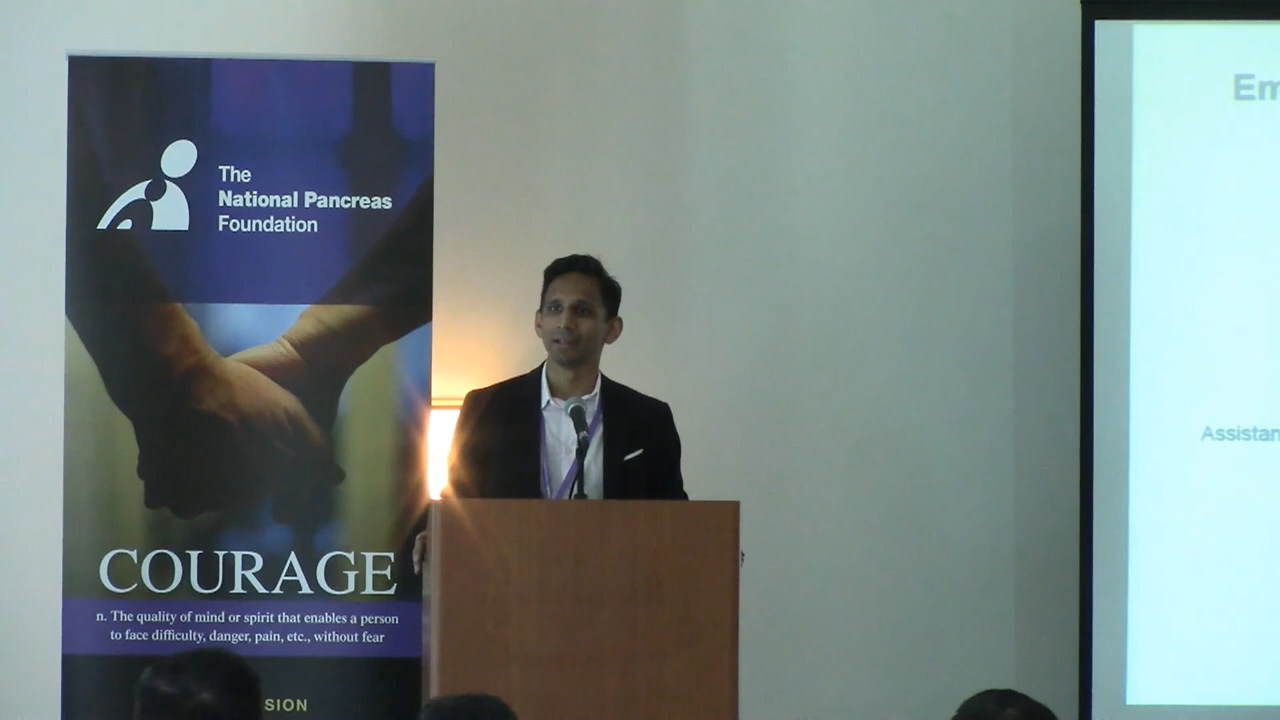 The
National Pancreas
Foundation
COURAGE
n. The quality of mind or spirit that enables a person
to face difficulty, danger, pain, etc., without fear
SION
Em
Assistan